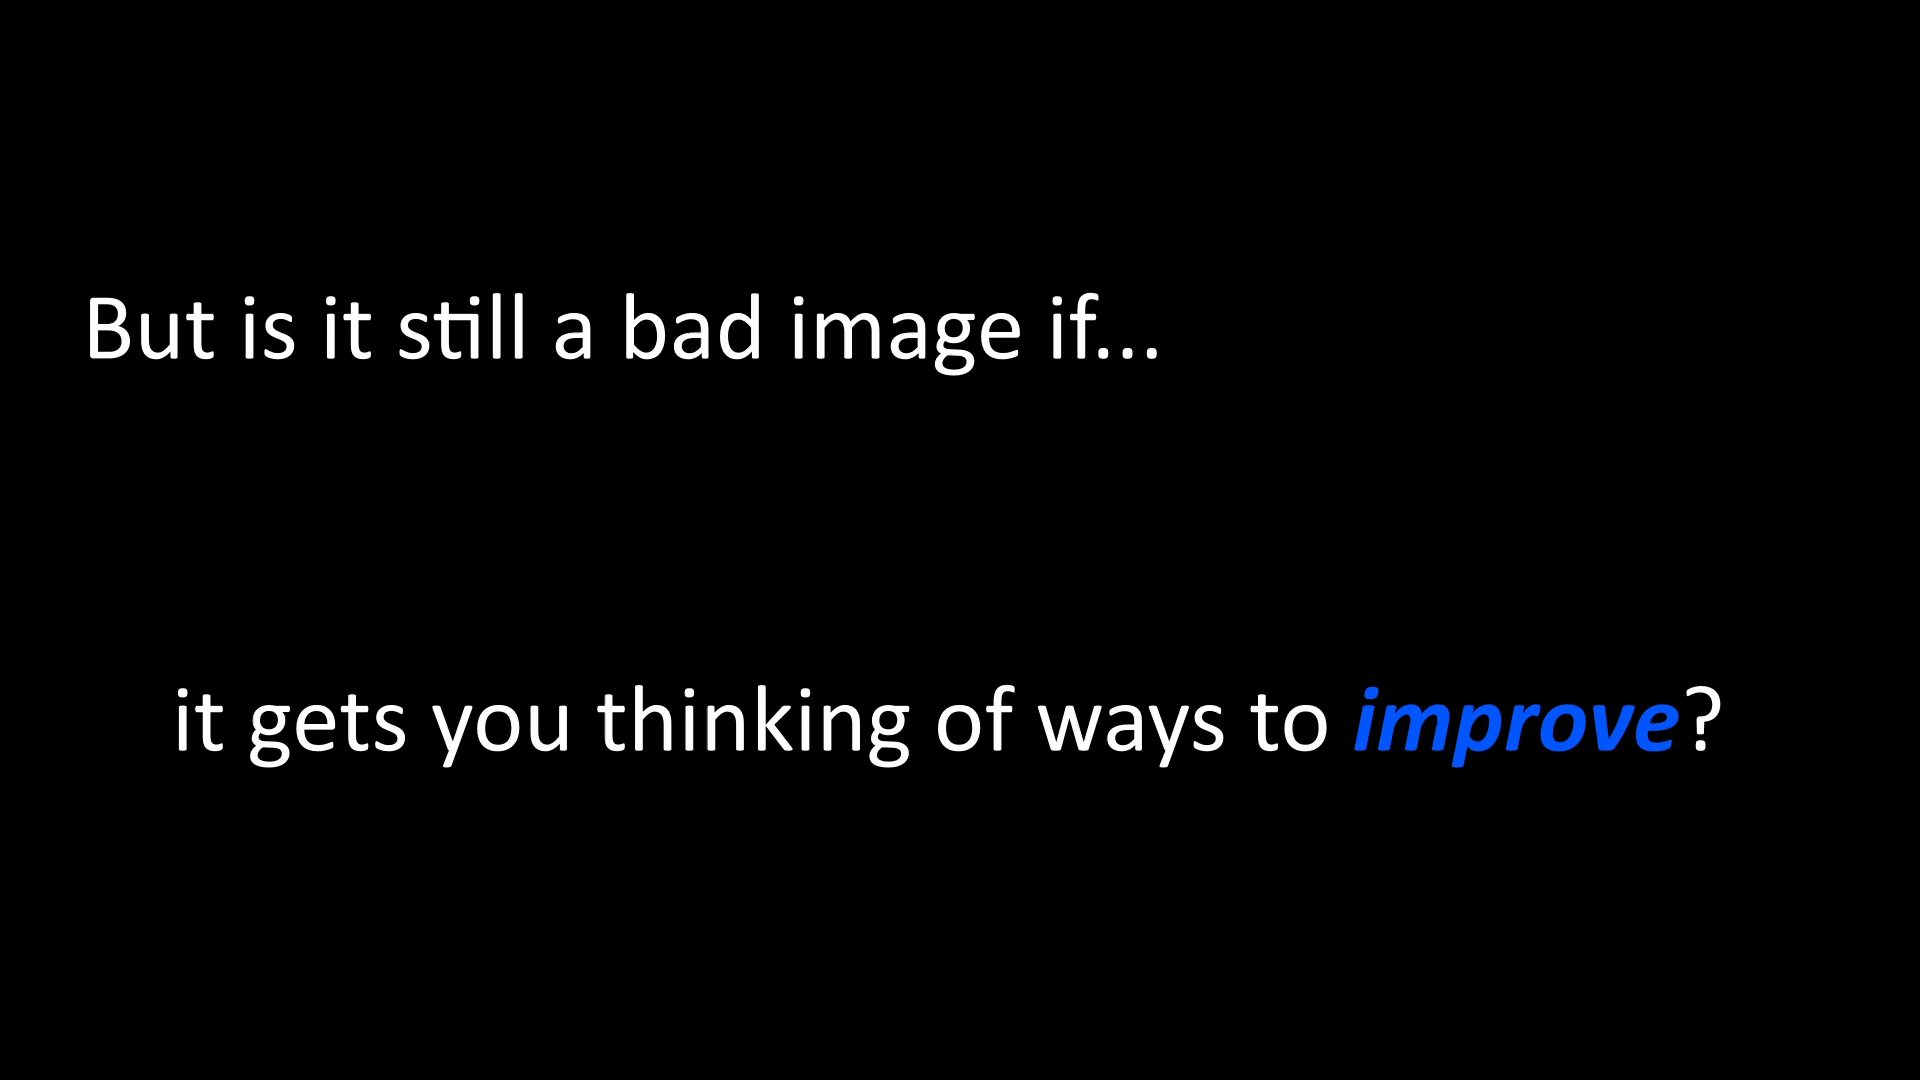 But is it still a bad image if...
it gets you thinking of ways to improve?